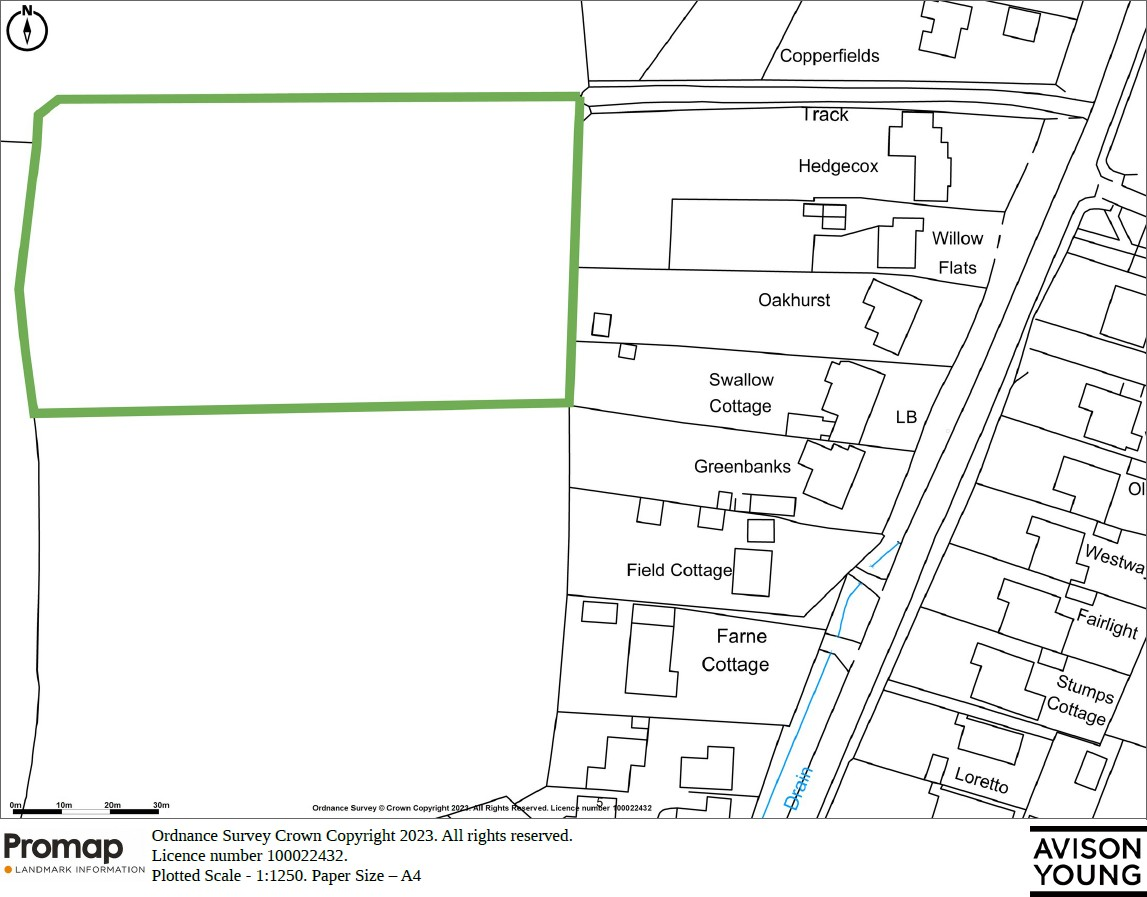 N
Copperfields
Track
Hedgecox
Willow
Flats
Oakhurst
Swallow
Cottage
LB
Greenbanks
Ol
Field Cottage
Westwa
Fairlight
Farne
Cottage
Stumps
Cottage
Loretto
Drain
5
0m 10m 20m 30m
Ordnance Survey © Crown Copyright 2023. All Rights Reserved. Licence number 100022432
Promap
LANDMARK INFORMATION
Ordnance Survey Crown Copyright 2023. All rights reserved.
Licence number 100022432.
Plotted Scale - 1:1250. Paper Size – A4
AVISON
YOUNG